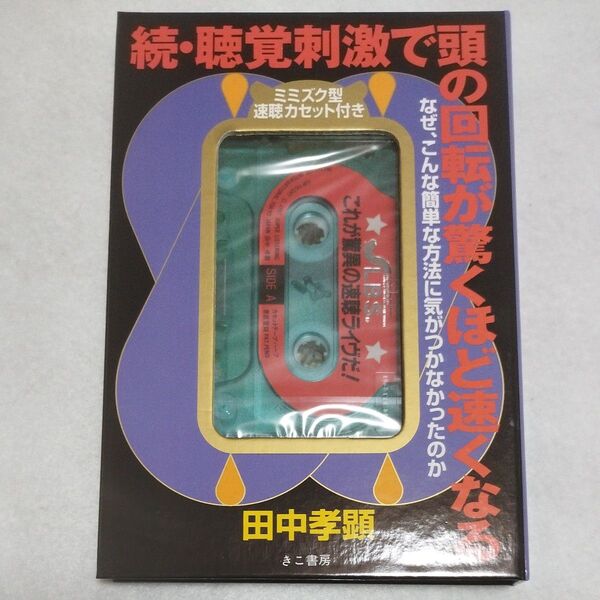 続・聴覚刺激で頭の回転が驚くほど速くなる
なぜ、こんな簡単な方法に気がつかなかったのか
ミミズク型
速聴カセット付き
これが驚異の速聴ライヴだ!
SIDE A
田中孝顕
きこ書房